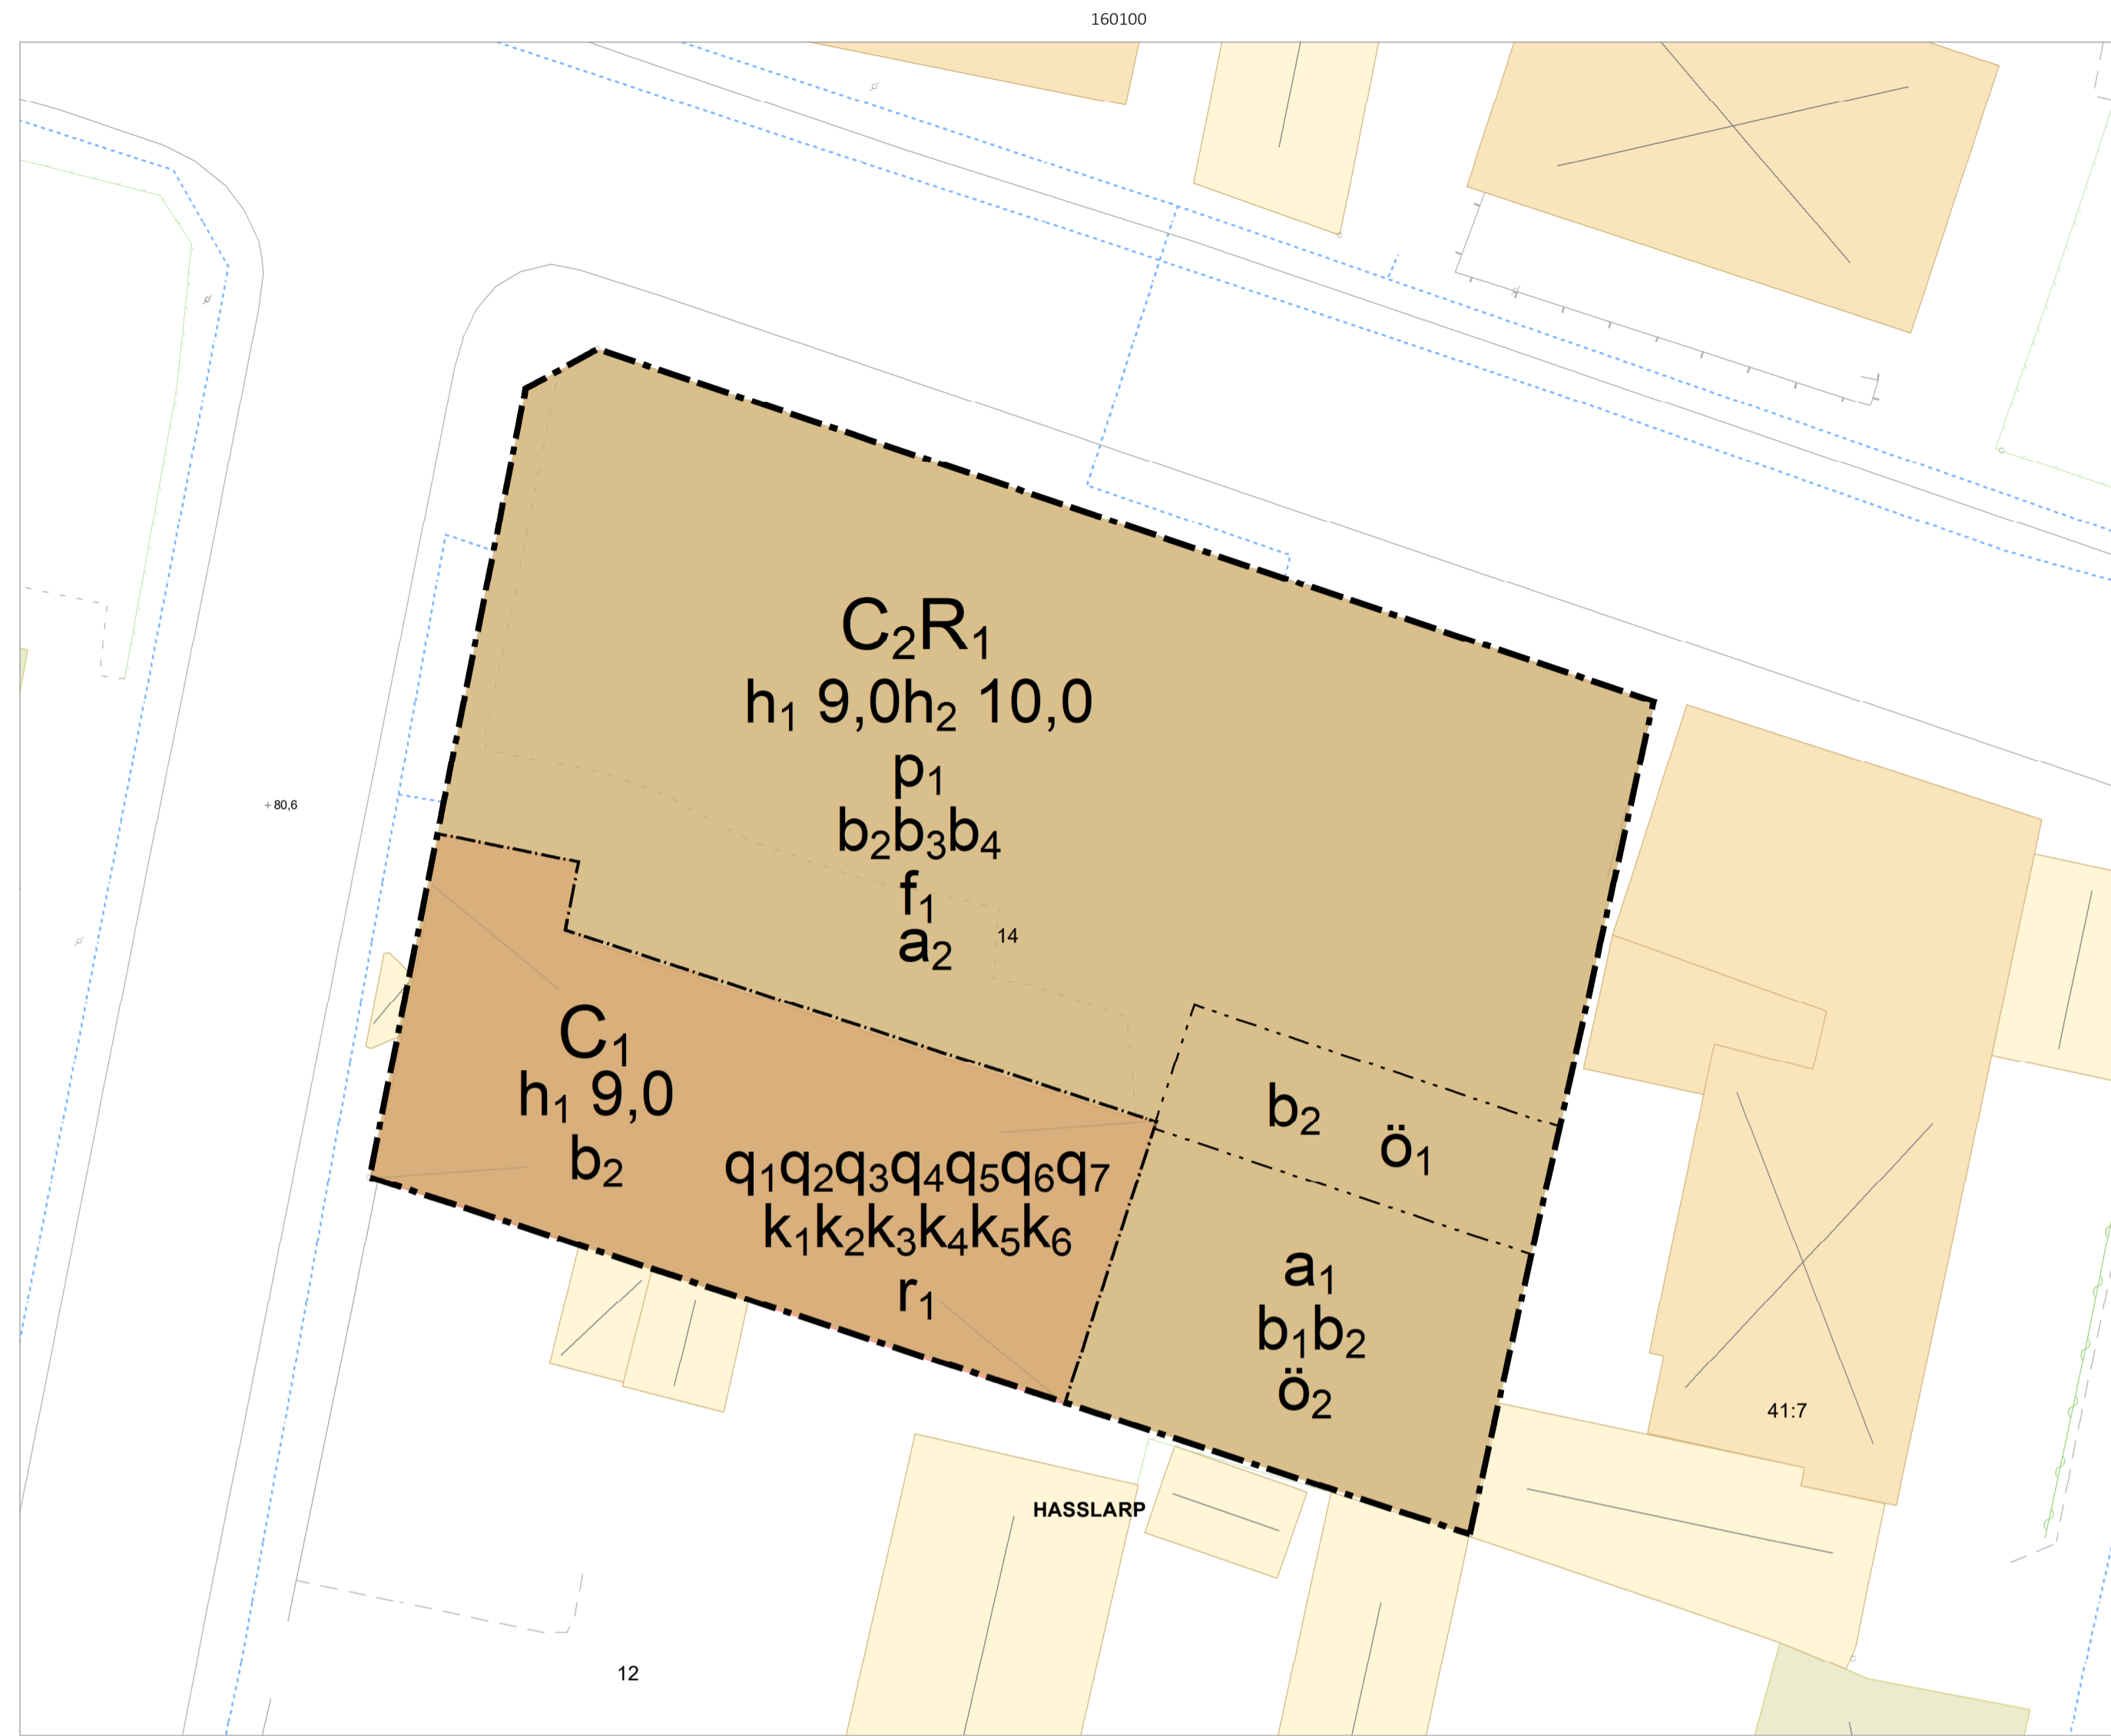 160100
C₂R₁
h₁ 9,0h₂ 10,0
p₁
b₂b₃b₄
f₁
a₂
14
+80,6
C₁
h₁ 9,0
b₂
q₁q₂q₃q₄q₅q₆q₇
k₁k₂k₃k₄k₅k₆
r₁
b₂
ö₁
a₁
b₁b₂
ö₂
41:7
HASSLARP
12